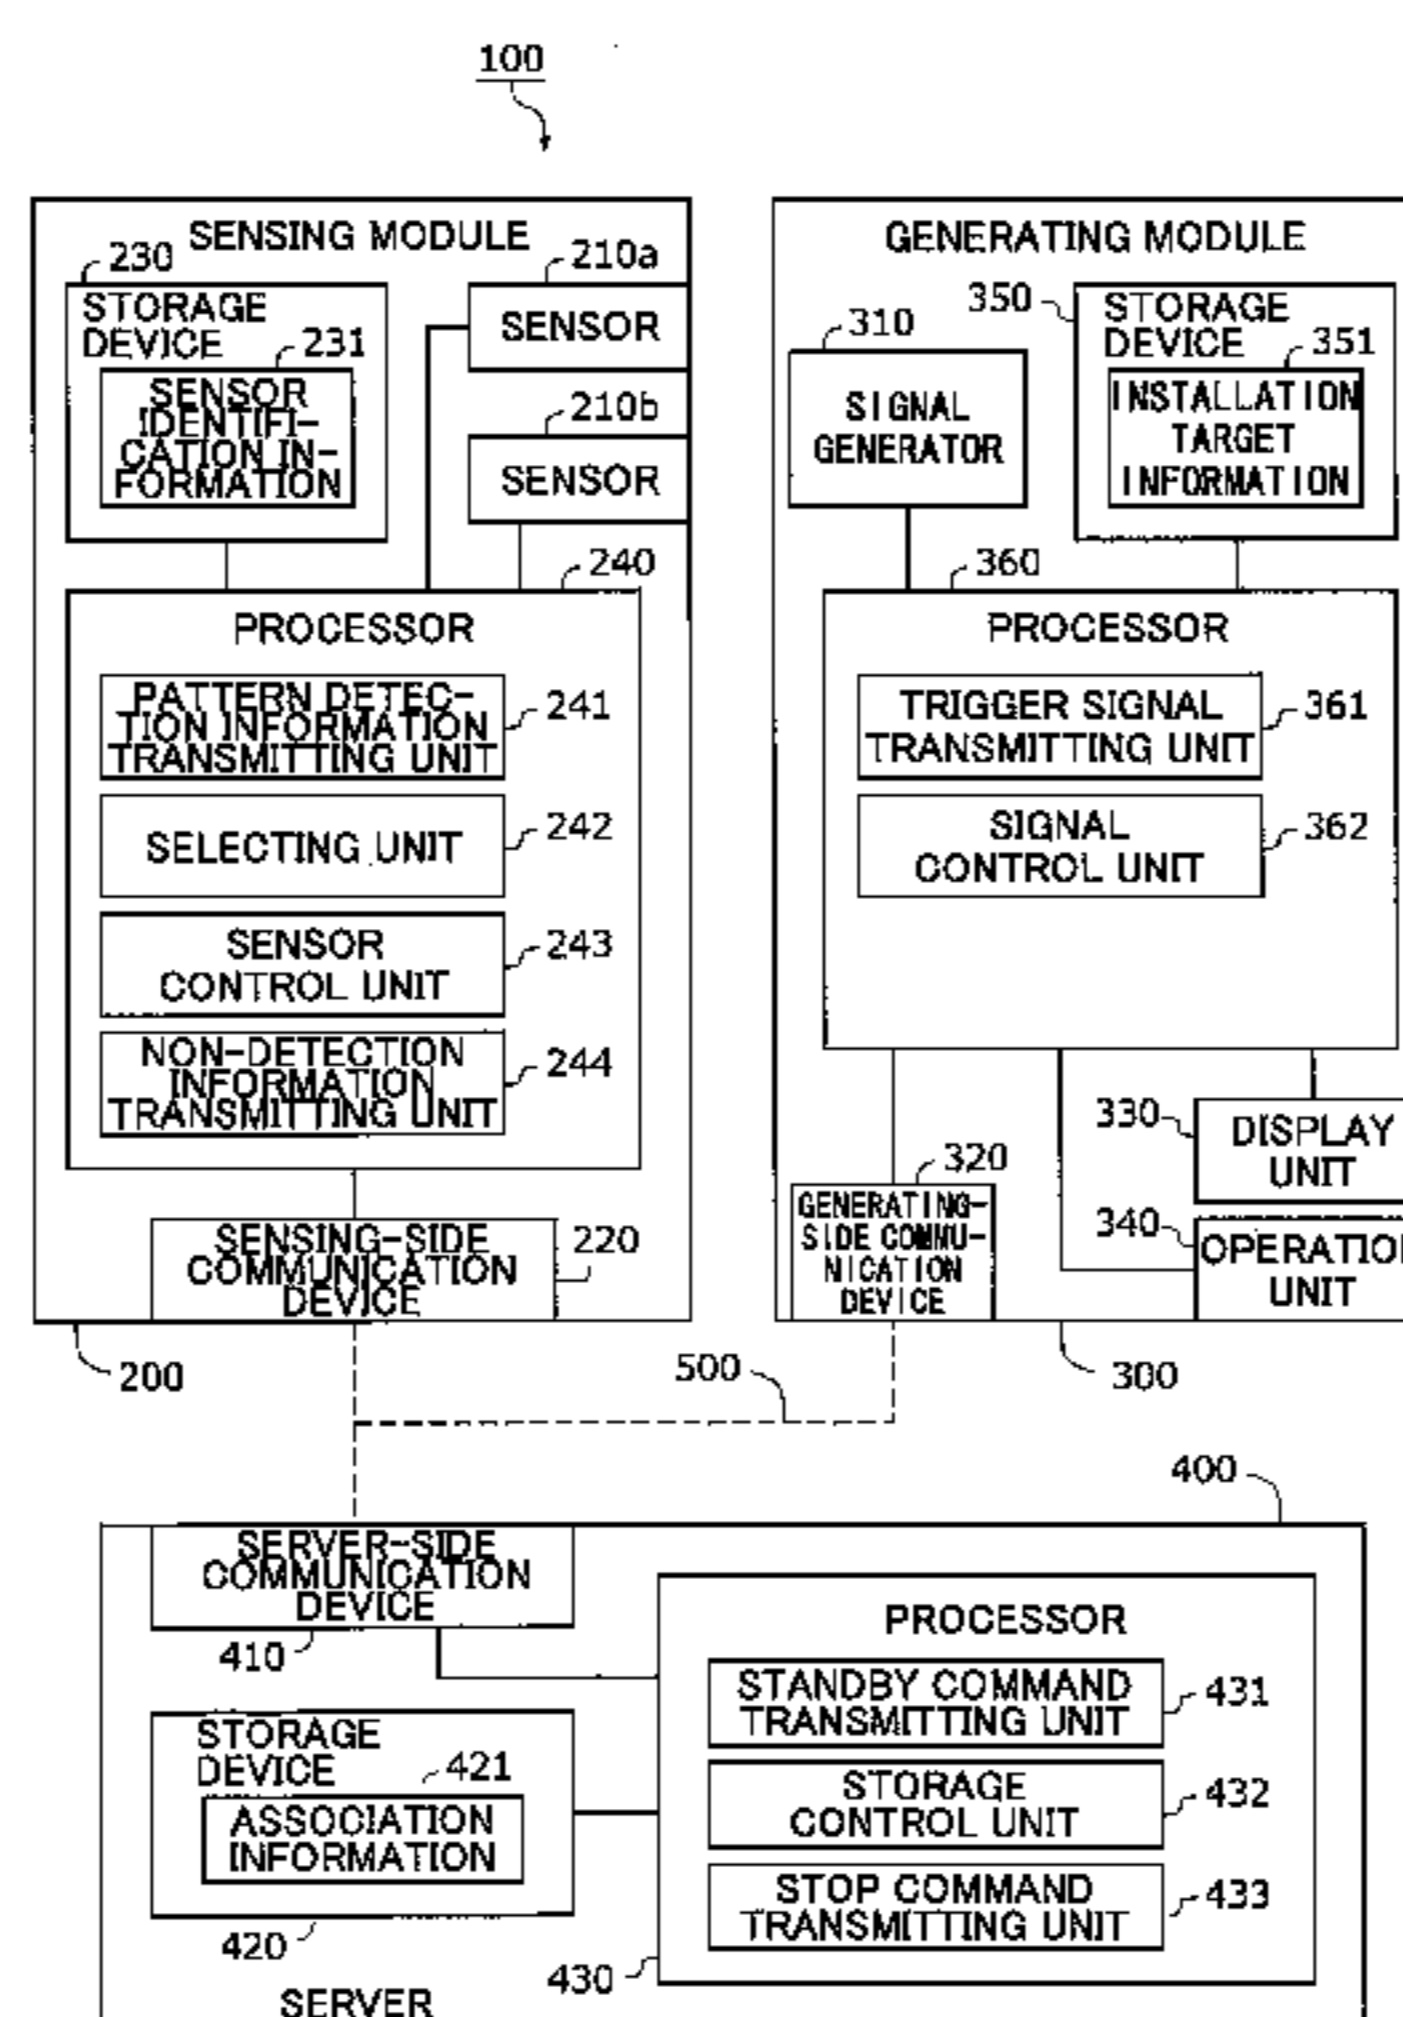 100
SENSING MODULE
230
STORAGE
DEVICE
231
SENSOR
IDENTIFI-
CATION IN-
FORMATION
210a
SENSOR
210b
SENSOR
240
PROCESSOR
PATTERN DETEC-
TION INFORMATION
TRANSMITTING UNIT
241
SELECTING UNIT
242
SENSOR
CONTROL UNIT
243
NON-DETECTION
INFORMATION
TRANSMITTING UNIT
244
SENSING-SIDE
COMMUNICATION
DEVICE
220
200
GENERATING MODULE
310
SIGNAL
GENERATOR
350
STORAGE
DEVICE
351
INSTALLATION
TARGET
INFORMATION
360
PROCESSOR
TRIGGER SIGNAL
TRANSMITTING UNIT
361
SIGNAL
CONTROL UNIT
362
330
DISPLAY
UNIT
320
GENERATING-
SIDE COMMU-
NICATION
DEVICE
340
OPERATION
UNIT
300
500
400
SERVER-SIDE
COMMUNICATION
DEVICE
410
STORAGE
DEVICE
421
ASSOCIATION
INFORMATION
420
PROCESSOR
STANDBY COMMAND
TRANSMITTING UNIT
431
STORAGE
CONTROL UNIT
432
STOP COMMAND
TRANSMITTING UNIT
433
430
SERVER